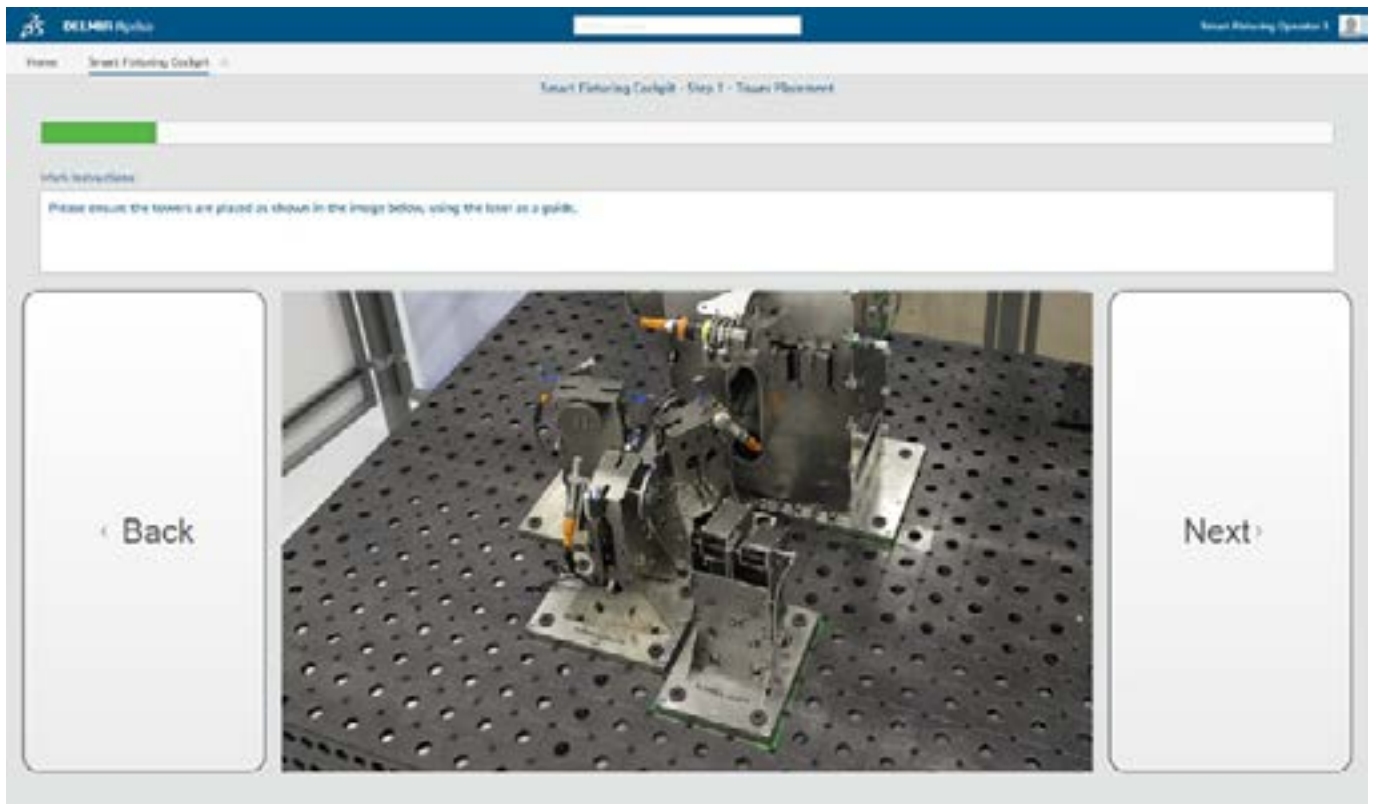 DELMIA Apriso
Smart Fixturing Operator 1
Home Smart Fixturing Cockpit
Smart Fixturing Cockpit - Step 1 - Tower Placement
Work Instructions
Please ensure the towers are placed as shown in the image below, using the laser as a guide.
‹ Back
Next ›